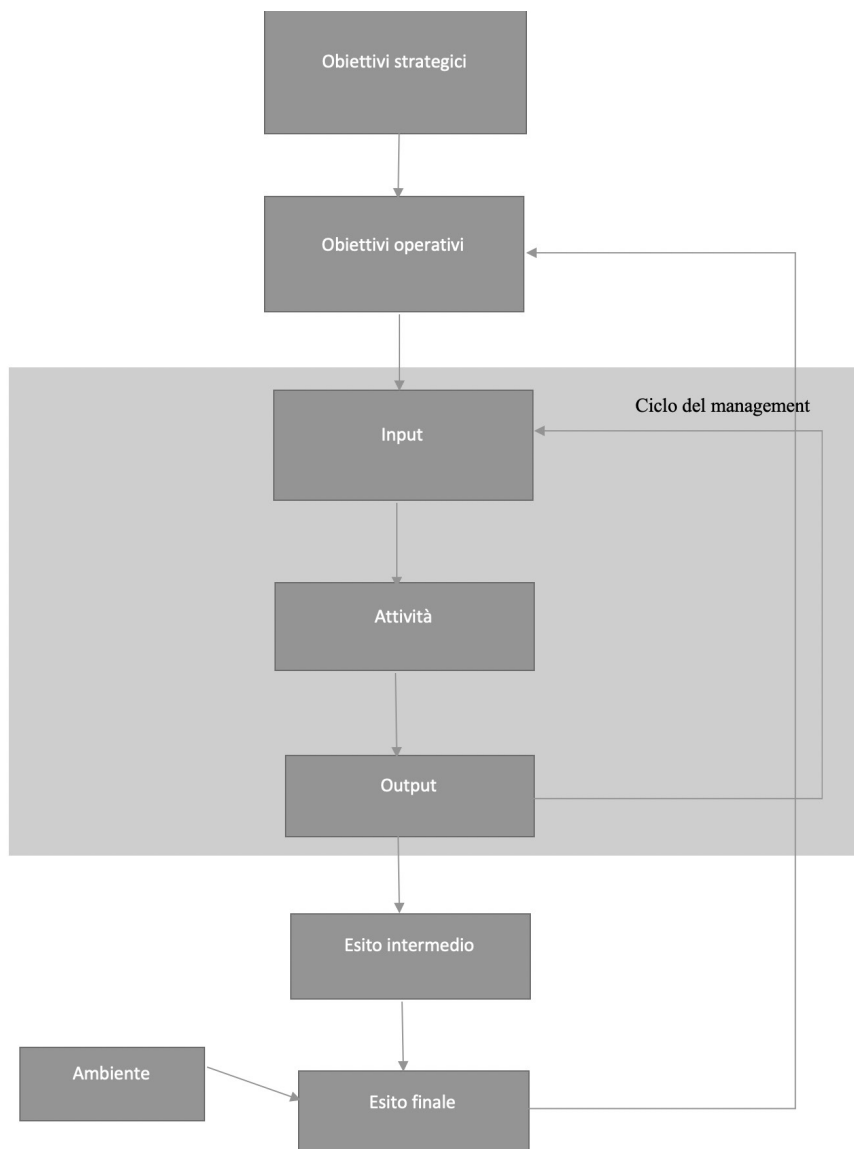 Obiettivi strategici
Obiettivi operativi
Ciclo del management
Input
Attività
Output
Esito intermedio
Ambiente
Esito finale